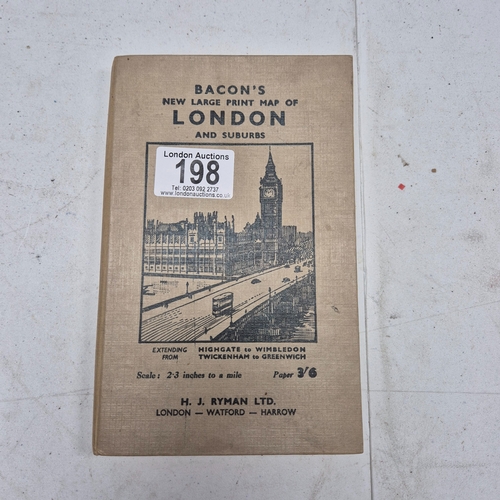 BACON'S
NEW LARGE PRINT MAP OF
LONDON
AND SUBURBS
London Auctions
198
Tel: 0203 092 2737
www.londonauctions.co.uk
EXTENDING FROM HIGHGATE to WIMBLEDON
TWICKENHAM to GREENWICH
Scale: 2·3 inches to a mile Paper 3/6
H. J. RYMAN LTD.
LONDON — WATFORD — HARROW